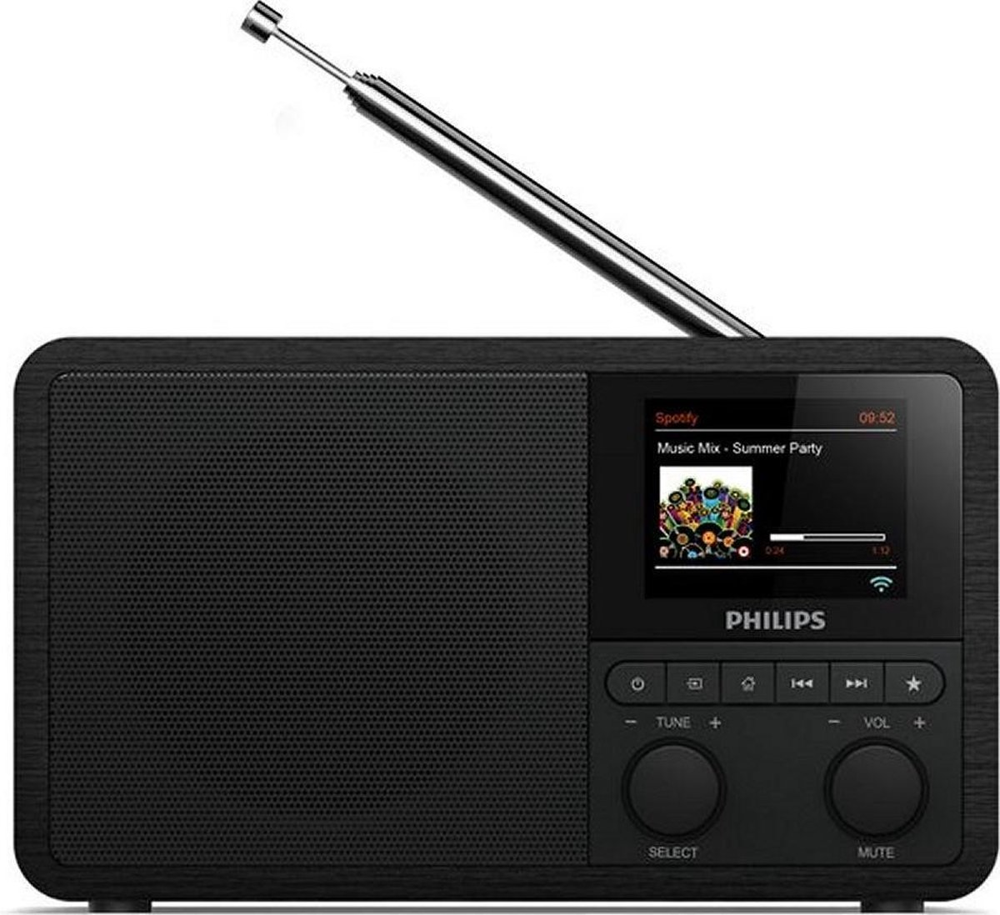 Spotify 09:52
Music Mix - Summer Party
0:24 1:12
PHILIPS
− TUNE + − VOL +
SELECT MUTE